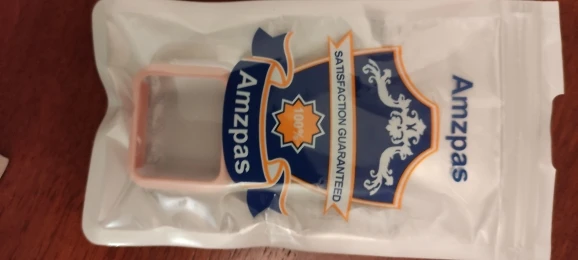 Amzpas
SATISFACTION GUARANTEED
100%
Amzpas